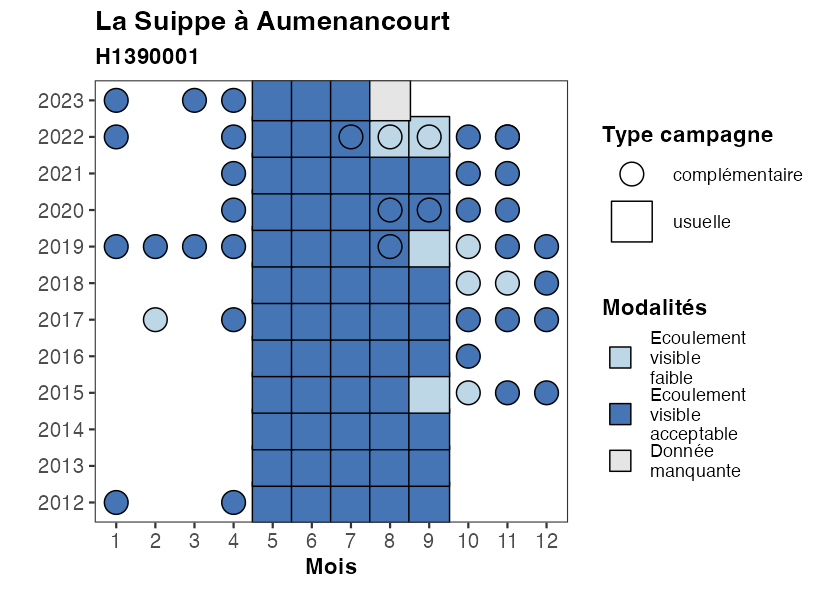 La Suippe à Aumenancourt
H1390001
2023
2022
2021
2020
2019
2018
2017
2016
2015
2014
2013
2012
1 2 3 4 5 6 7 8 9 10 11 12
Mois
Type campagne
complémentaire
usuelle
Modalités
Ecoulement
visible
faible
Ecoulement
visible
acceptable
Donnée
manquante